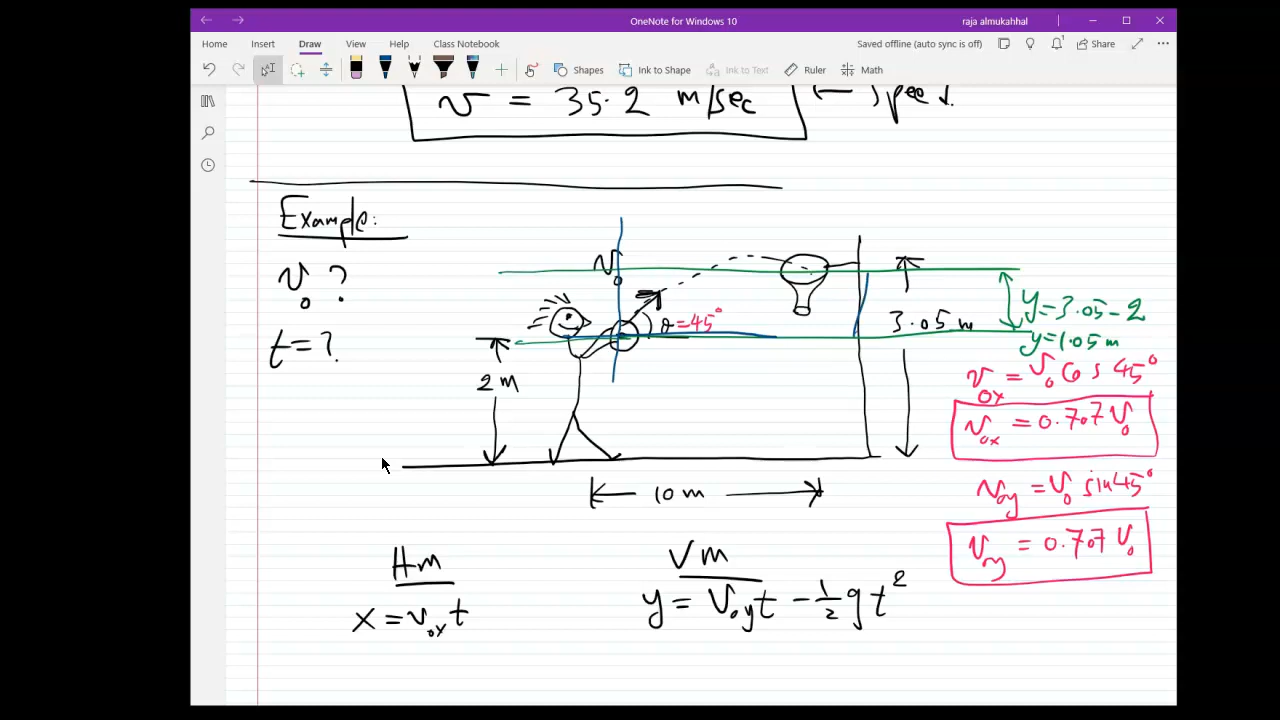 OneNote for Windows 10
raja almukahhal
Home Insert Draw View Help Class Notebook
Saved offline (auto sync is off) Share
Shapes Ink to Shape Ink to Text Ruler Math
v = 35.2 m/sec ← speed.
Example:
v₀ ?
t = ?
v₀
θ=45°
2 m
3.05 m
10 m
y=3.05-2
y=1.05 m
v₀ₓ = v₀ Cos 45°
v₀ₓ = 0.707 v₀
v₀y = v₀ sin45°
v₀y = 0.707 v₀
Hm
x = v₀ₓ t
Vm
y = v₀y t - 1/2 g t²